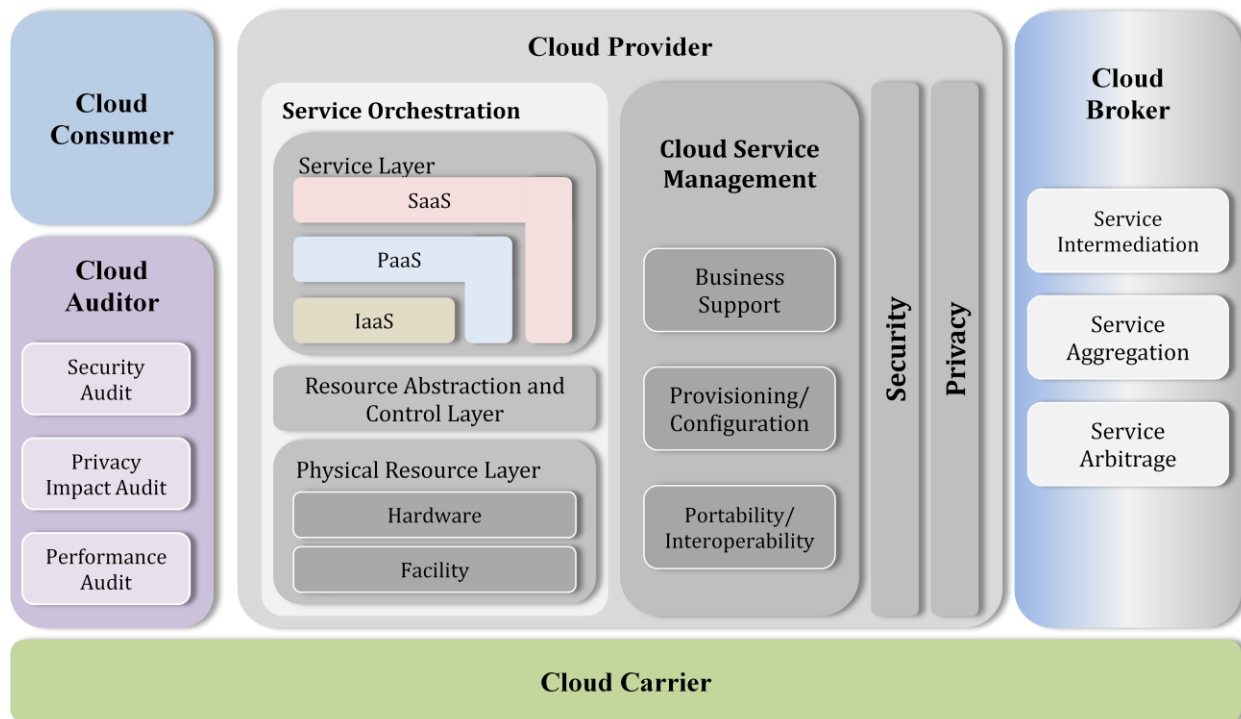 Cloud
Consumer
Cloud
Auditor
Security
Audit
Privacy
Impact Audit
Performance
Audit
Cloud Provider
Service Orchestration
Service Layer
SaaS
PaaS
IaaS
Resource Abstraction and
Control Layer
Physical Resource Layer
Hardware
Facility
Cloud Service
Management
Business
Support
Provisioning/
Configuration
Portability/
Interoperability
Security
Privacy
Cloud
Broker
Service
Intermediation
Service
Aggregation
Service
Arbitrage
Cloud Carrier